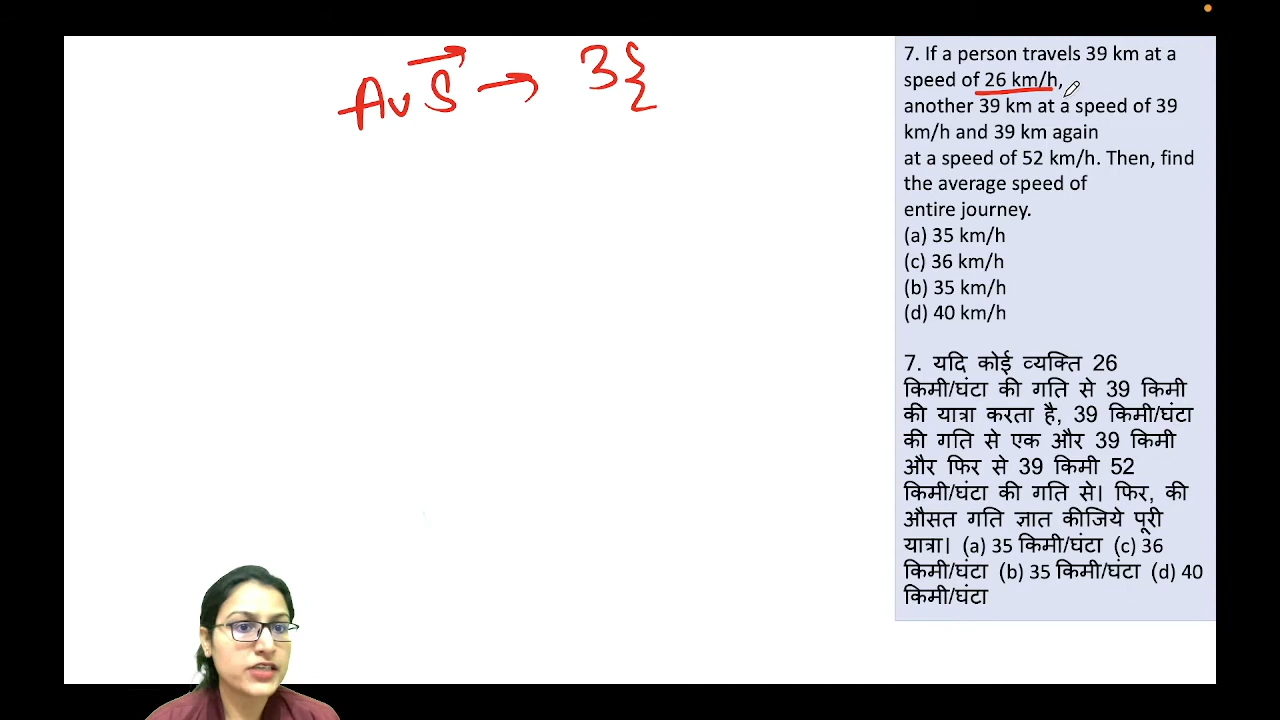 AvS → 3{
7. If a person travels 39 km at a
speed of 26 km/h,
another 39 km at a speed of 39
km/h and 39 km again
at a speed of 52 km/h. Then, find
the average speed of
entire journey.
(a) 35 km/h
(c) 36 km/h
(b) 35 km/h
(d) 40 km/h
7. यदि कोई व्यक्ति 26
किमी/घंटा की गति से 39 किमी
की यात्रा करता है, 39 किमी/घंटा
की गति से एक और 39 किमी
और फिर से 39 किमी 52
किमी/घंटा की गति से। फिर, की
औसत गति ज्ञात कीजिये पूरी
यात्रा। (a) 35 किमी/घंटा (c) 36
किमी/घंटा (b) 35 किमी/घंटा (d) 40
किमी/घंटा